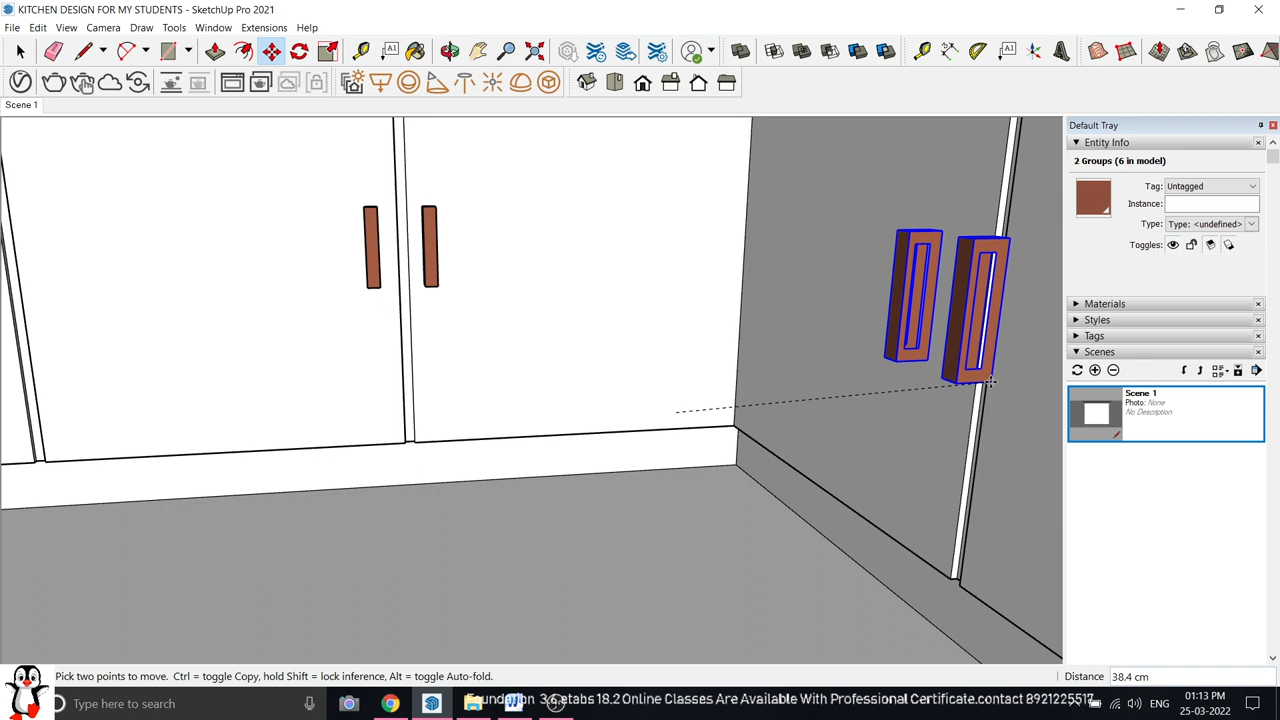 KITCHEN DESIGN FOR MY STUDENTS - SketchUp Pro 2021
File Edit View Camera Draw Tools Window Extensions Help
Scene 1
Default Tray
Entity Info
2 Groups (6 in model)
Tag: Untagged
Instance:
Type: Type: <undefined>
Toggles:
Materials
Styles
Tags
Scenes
Scene 1
Photo: None
No Description
Pick two points to move. Ctrl = toggle Copy, hold Shift = lock inference, Alt = toggle Auto-fold.
Distance 38.4 cm
Type here to search
Foundation 3,6,etabs 18.2 Online Classes Are Available With Professional Certificate.contact 8921225517
ENG
01:13 PM
25-03-2022